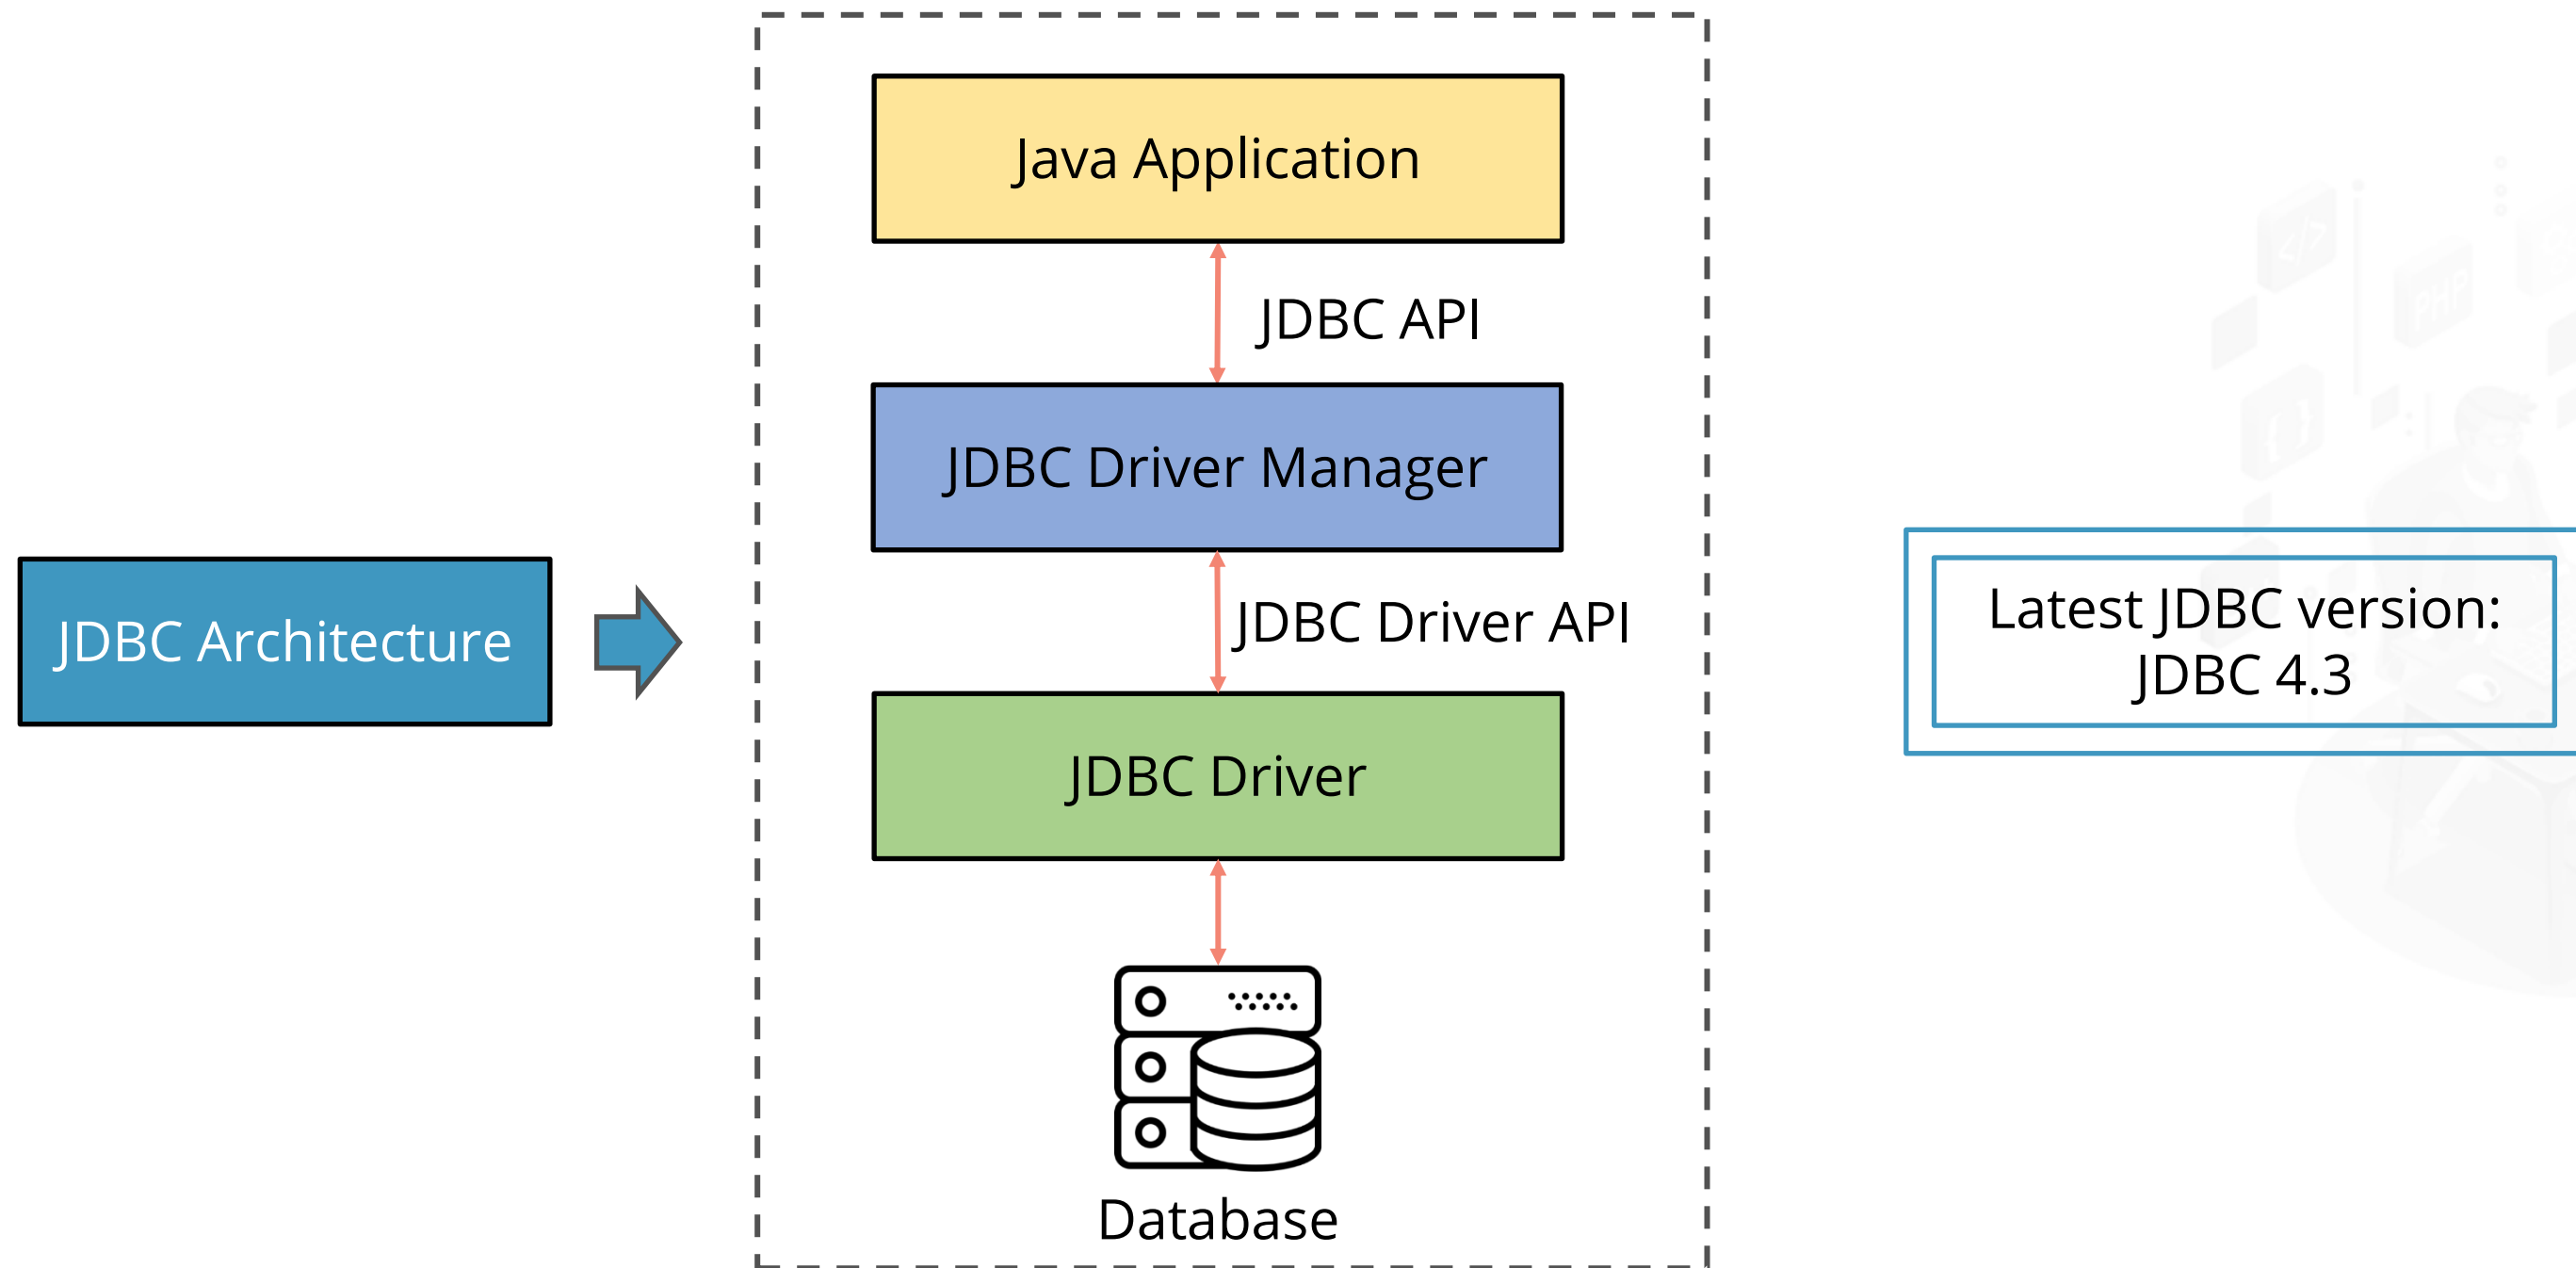 Java Application
JDBC API
JDBC Driver Manager
JDBC Architecture
JDBC Driver API
Latest JDBC version:
JDBC 4.3
JDBC Driver
Database
</>
PHP
{ }